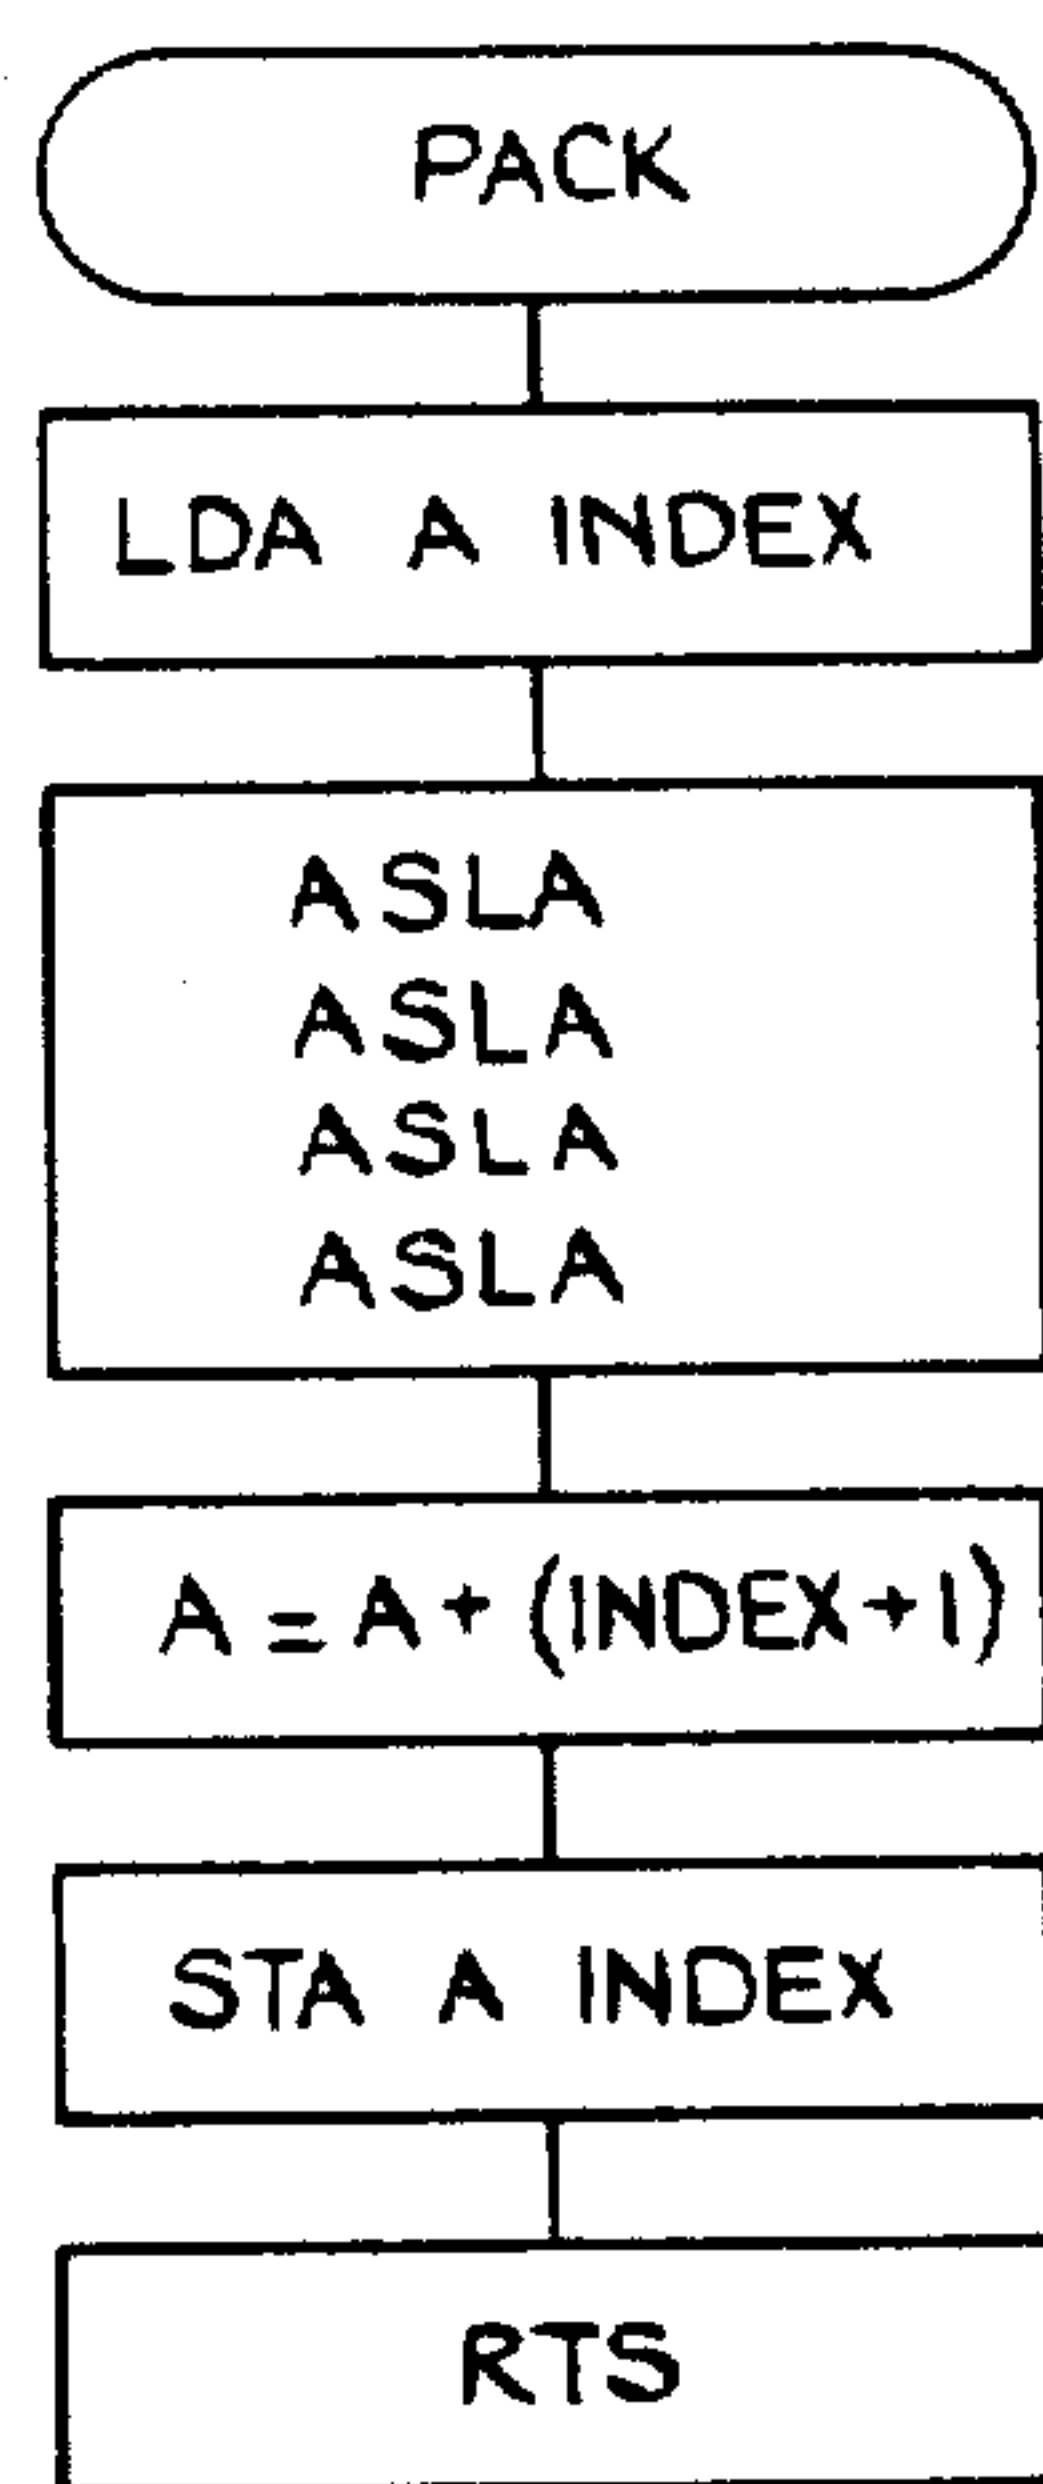 PACK
LDA A INDEX
ASLA
ASLA
ASLA
ASLA
A = A + (INDEX+1)
STA A INDEX
RTS